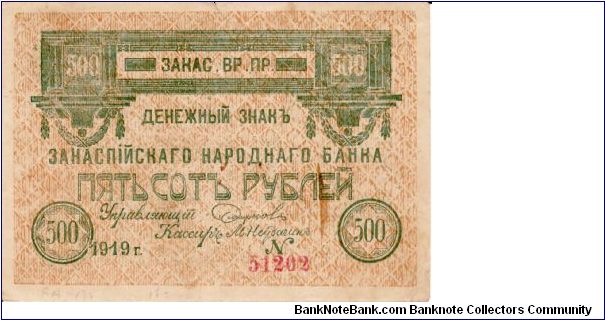 500 ЗАКАС. ВР. ПР. 500
ДЕНЕЖНЫЙ ЗНАКЪ
ЗАКАСПІЙСКАГО НАРОДНАГО БАНКА
ПЯТЬСОТЪ РУБЛЕЙ
Управляющій
Кассиръ
500 1919 г. N 500
51202
BanknoteBank.com Banknote Collectors Community